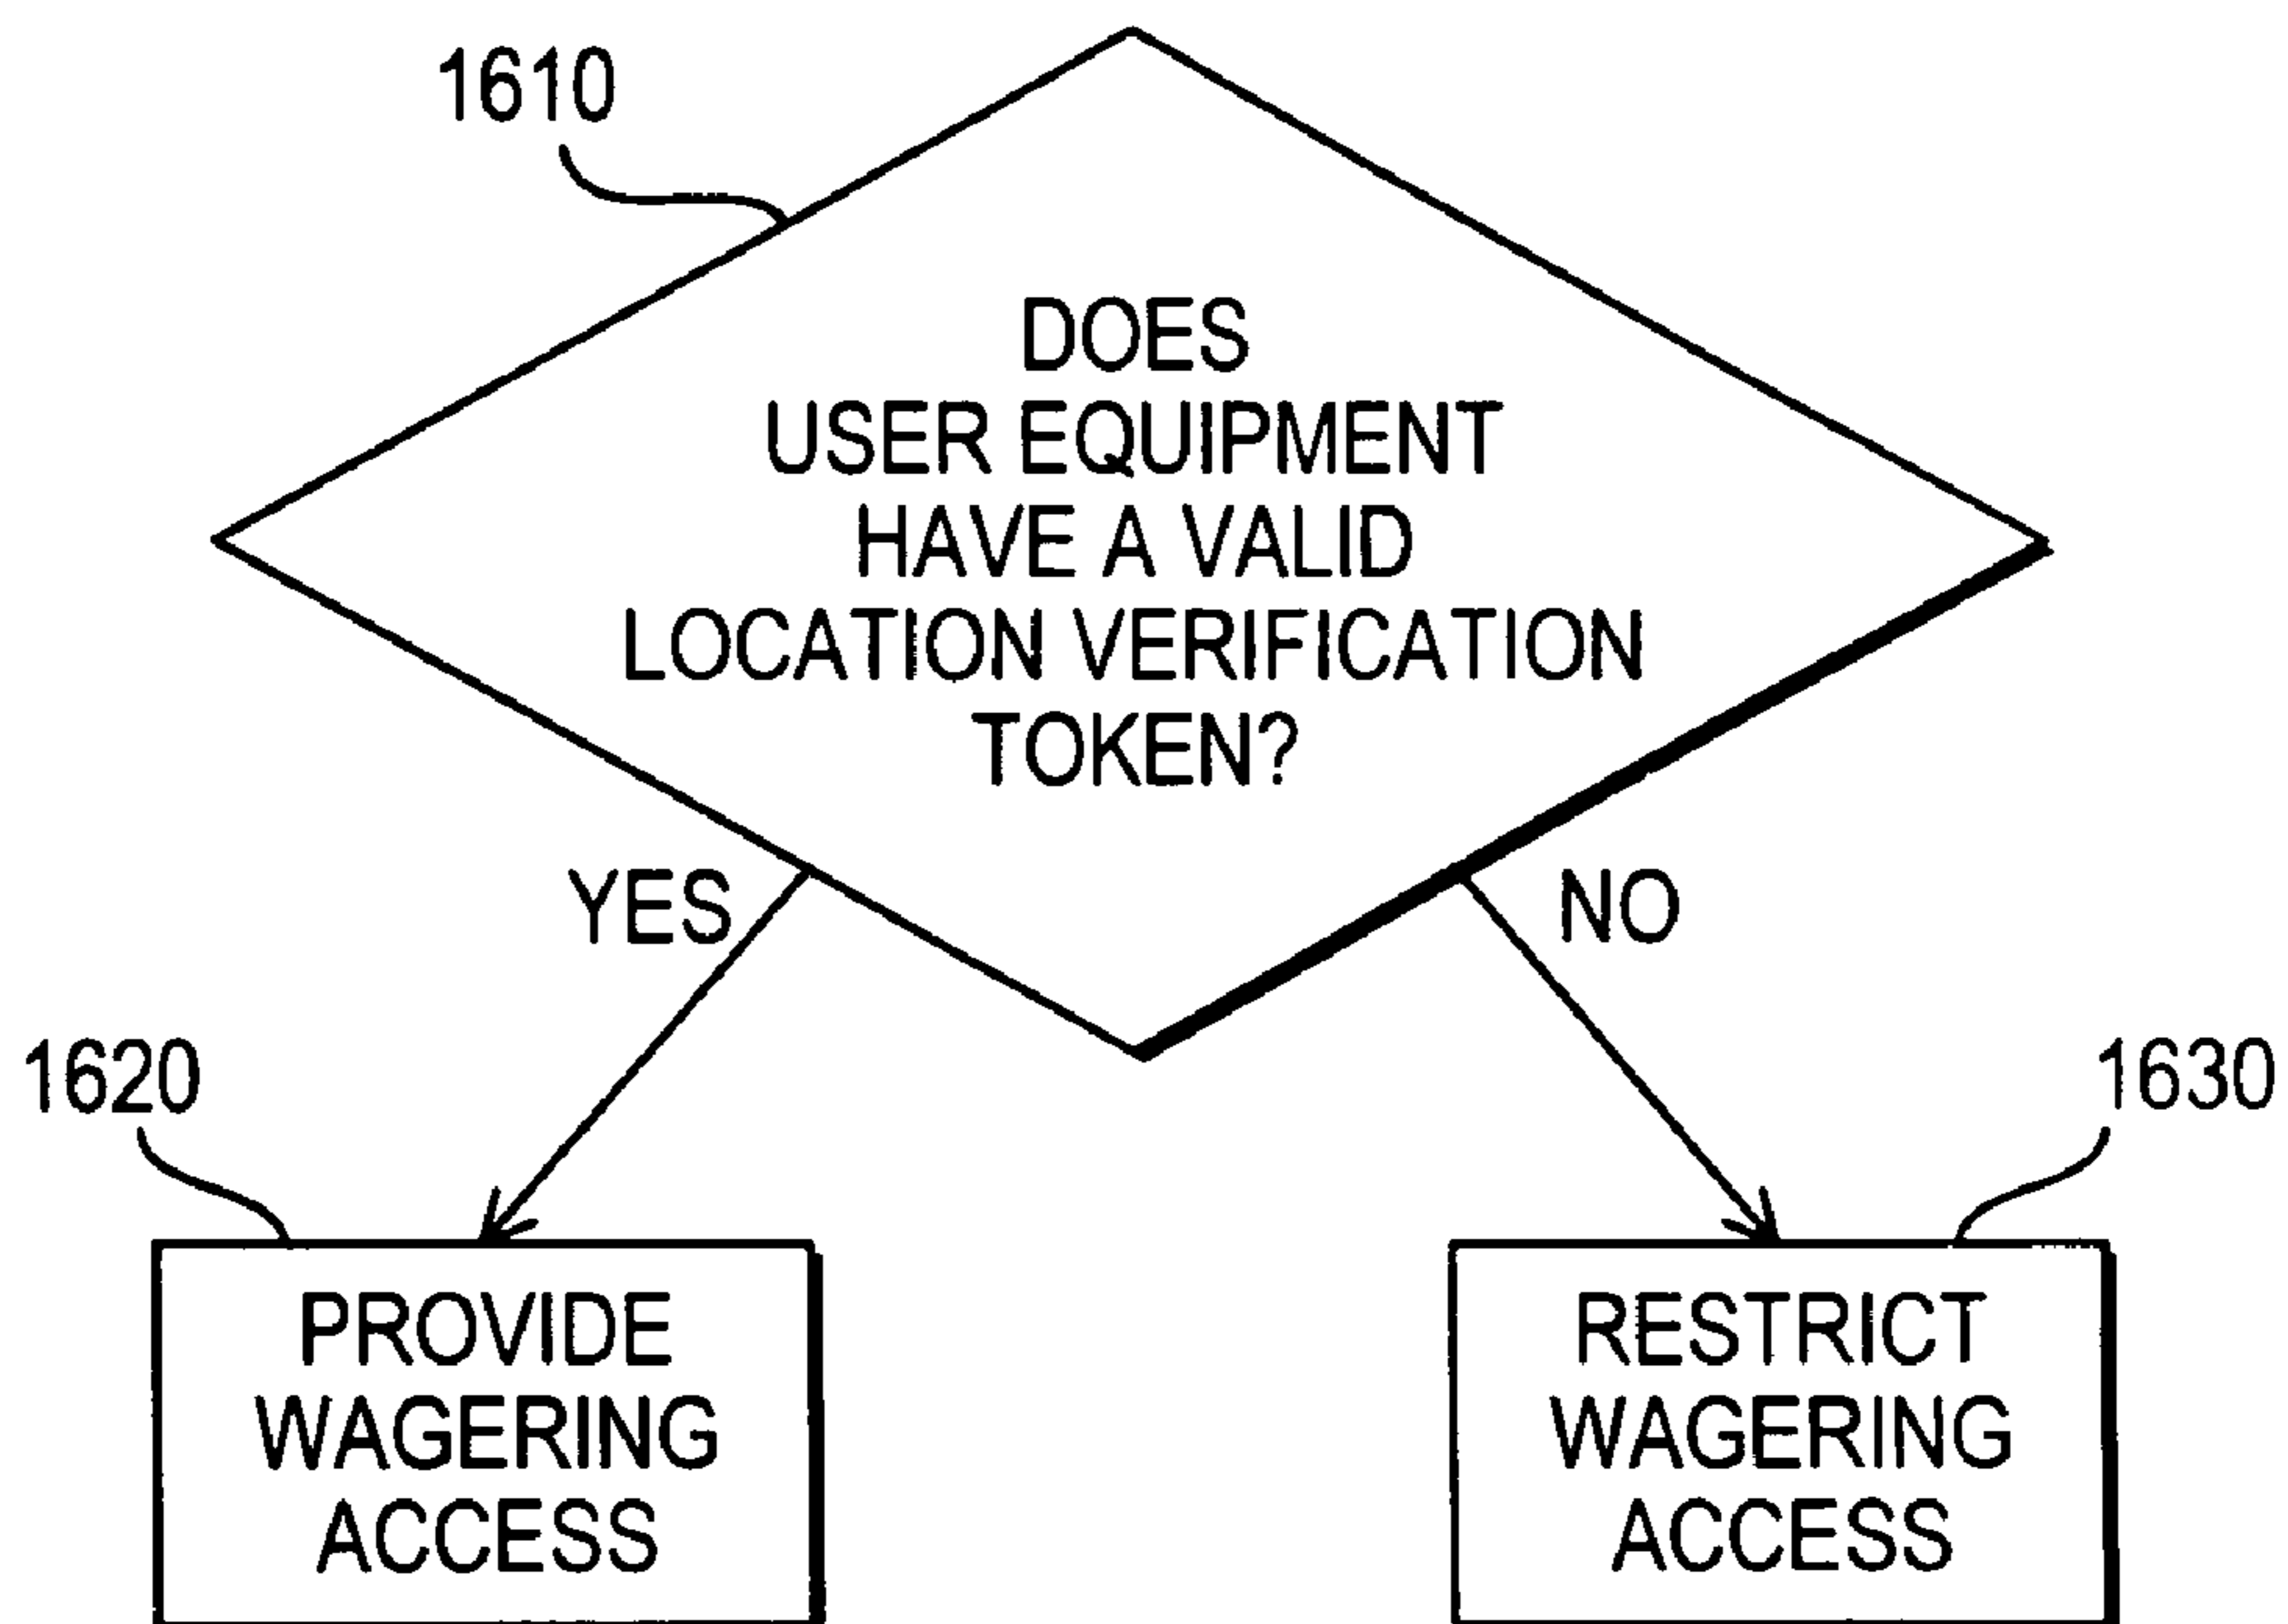 1610
DOES
USER EQUIPMENT
HAVE A VALID
LOCATION VERIFICATION
TOKEN?
YES
NO
1620
1630
PROVIDE
WAGERING
ACCESS
RESTRICT
WAGERING
ACCESS